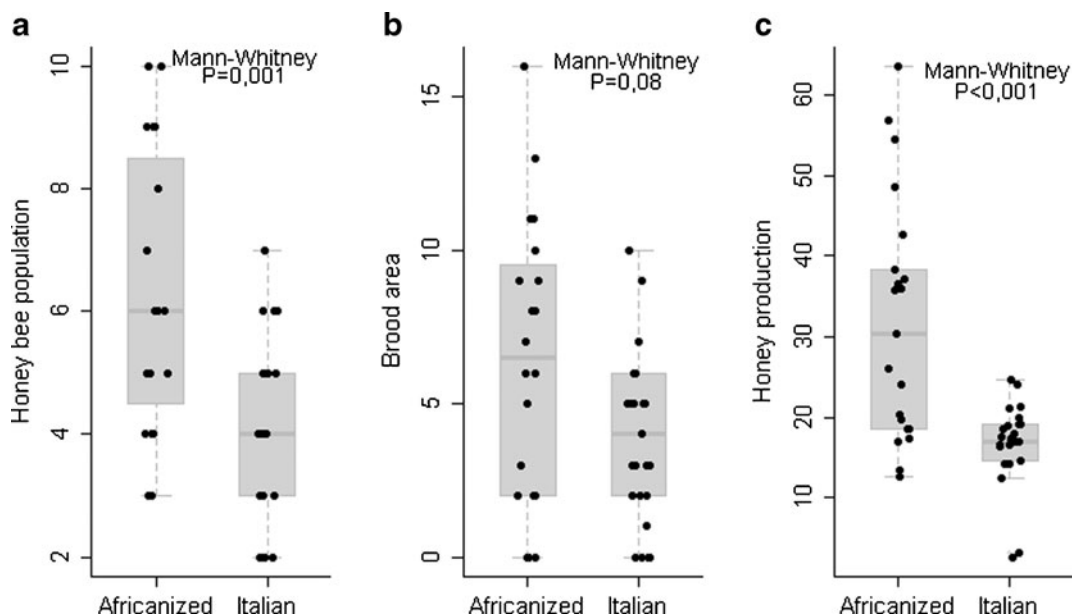 a
Mann-Whitney
P=0,001
Honey bee population
10
8
6
4
2
Africanized Italian
b
Mann-Whitney
P=0,08
Brood area
15
10
5
0
Africanized Italian
c
Mann-Whitney
P<0,001
Honey production
60
50
40
30
20
10
Africanized Italian